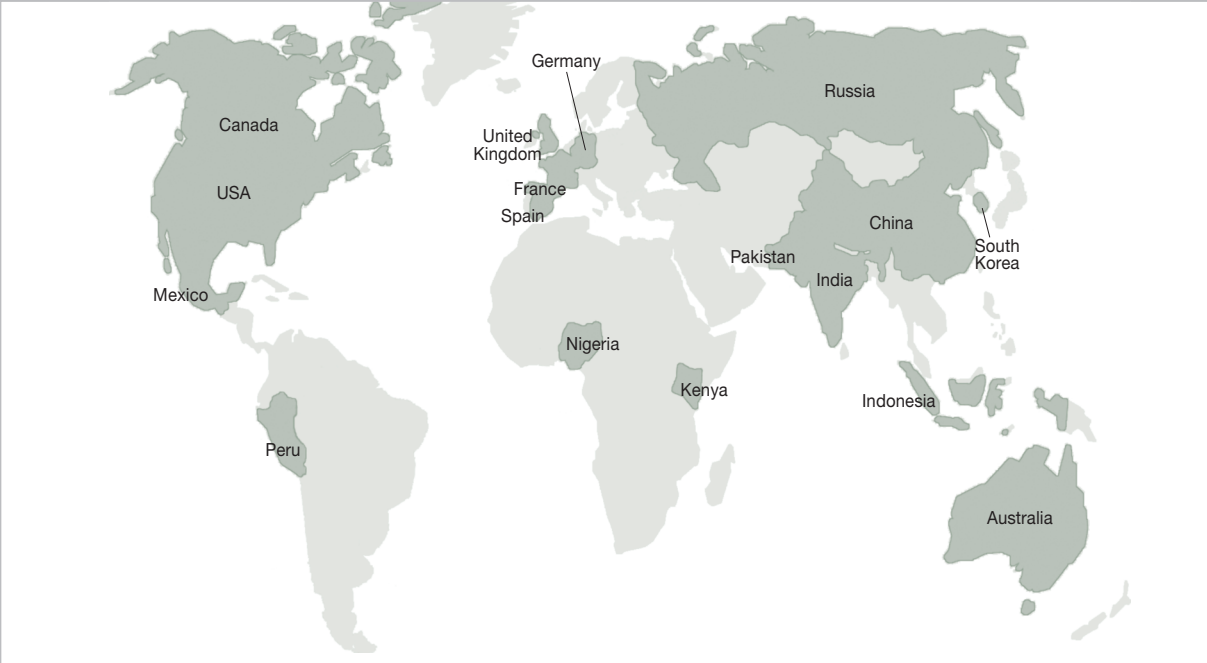 Germany
Russia
Canada
United
Kingdom
USA
France
Spain
China
South
Korea
Pakistan
India
Mexico
Nigeria
Kenya
Indonesia
Peru
Australia